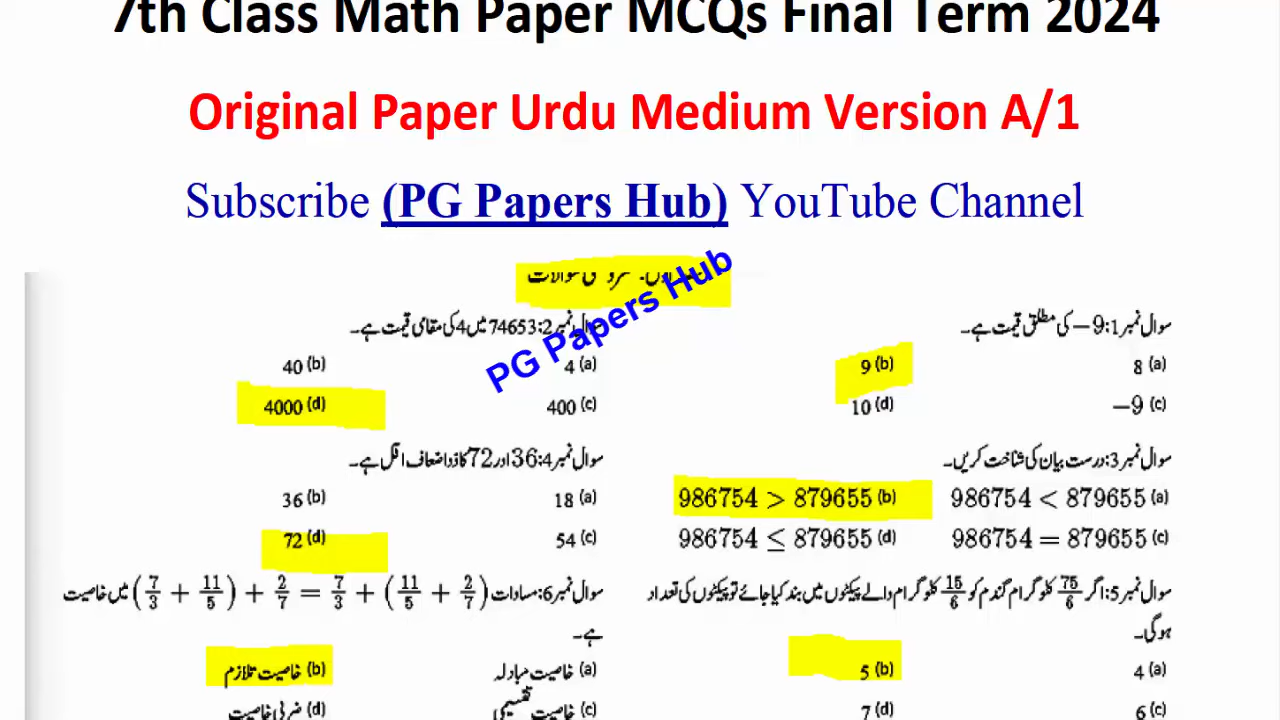 7th Class Math Paper MCQs Final Term 2024
Original Paper Urdu Medium Version A/1
Subscribe (PG Papers Hub) YouTube Channel
PG Papers Hub
سوال نمبر1: −9 کی مطلق قیمت ہے۔
(a) 8 (b) 9
(c) −9 (d) 10
سوال نمبر2: 74653 میں 4 کی مقامی قیمت ہے۔
(a) 4 (b) 40
(c) 400 (d) 4000
سوال نمبر3: درست بیان کی شناخت کریں۔
(a) 986754 < 879655 (b) 986754 > 879655
(c) 986754 = 879655 (d) 986754 ≤ 879655
سوال نمبر4: 36 اور 72 کا ذواضعاف اقل ہے۔
(a) 18 (b) 36
(c) 54 (d) 72
سوال نمبر5: اگر 75/6 کلوگرام گندم کو 15/6 کلوگرام والے پیکٹوں میں بند کیا جائے تو پیکٹوں کی تعداد
ہوگی۔
(a) 4 (b) 5
(c) 6 (d) 7
سوال نمبر6: مساوات (7/3 + 11/5) + 2/7 = 7/3 + (11/5 + 2/7) میں خاصیت
ہے۔
(a) خاصیت مبادلہ (b) خاصیت تلازم
(c) خاصیت تقسیمی (d) ضربی خاصیت